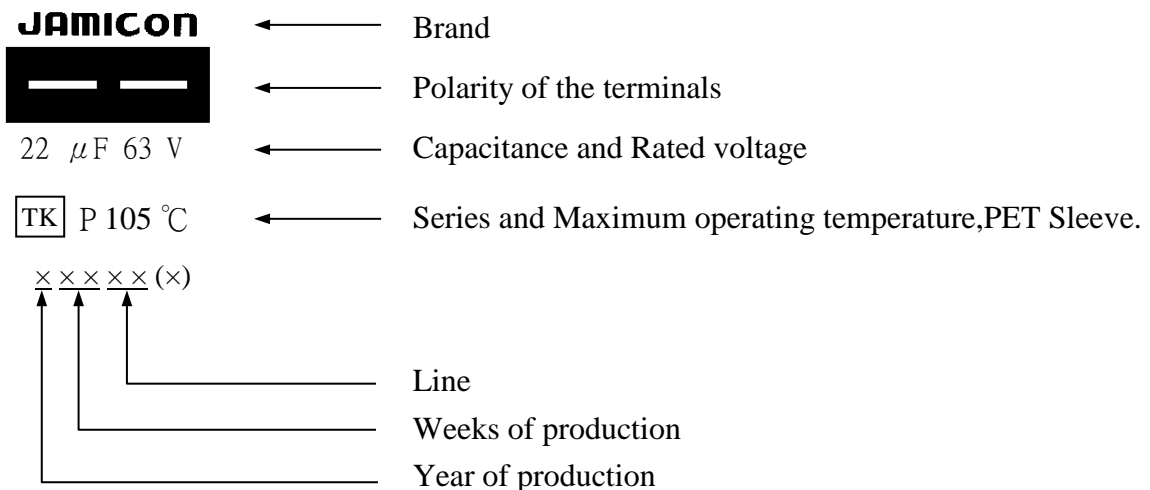 JAMICON Brand
Polarity of the terminals
22 μF 63 V Capacitance and Rated voltage
TK P 105 ℃ Series and Maximum operating temperature,PET Sleeve.
× × × × × (×)
Line
Weeks of production
Year of production